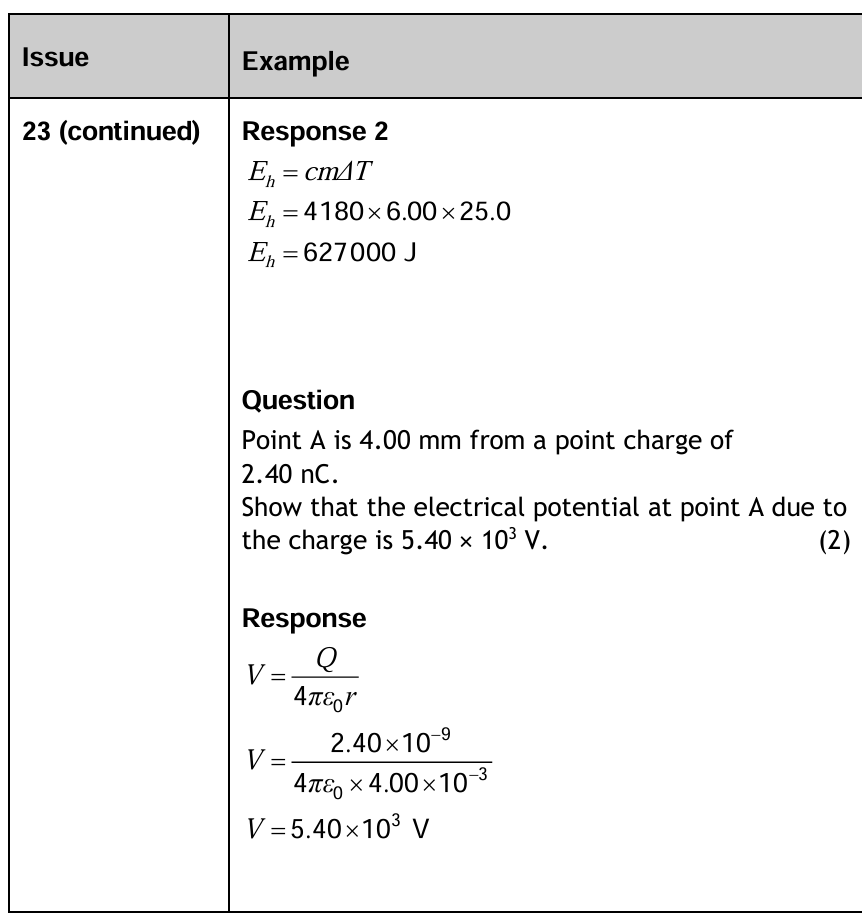 Issue
Example
23 (continued)
Response 2
E_h = cmΔT
E_h = 4180 × 6.00 × 25.0
E_h = 627000 J
Question
Point A is 4.00 mm from a point charge of
2.40 nC.
Show that the electrical potential at point A due to
the charge is 5.40 × 10³ V. (2)
Response
V = Q / 4πε₀r
V = 2.40×10⁻⁹ / 4πε₀ × 4.00×10⁻³
V = 5.40×10³ V